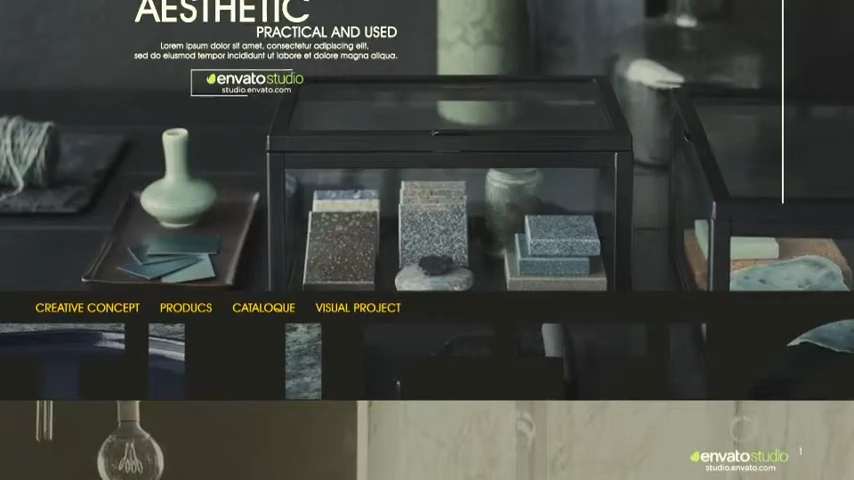 AESTHETIC
PRACTICAL AND USED
Lorem ipsum dolor sit amet, consectetur adipiscing elit,
sed do eiusmod tempor incididunt ut labore et dolore magna aliqua.
envatostudio
studio.envato.com
CREATIVE CONCEPT PRODUCS CATALOQUE VISUAL PROJECT
envatostudio
studio.envato.com